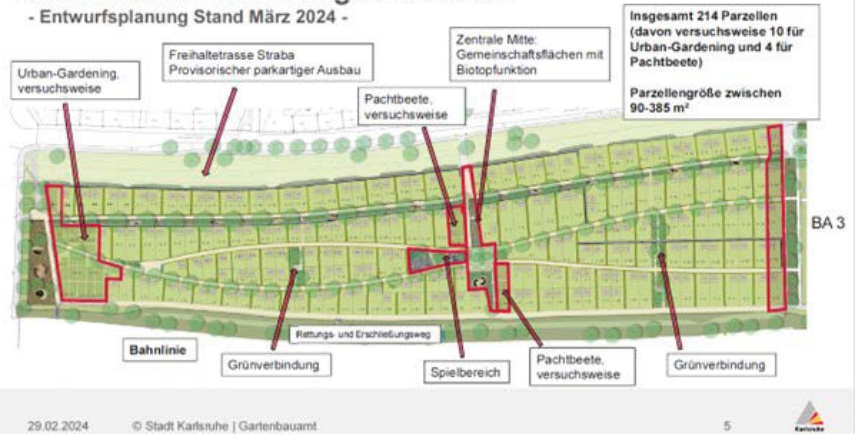 - Entwurfsplanung Stand März 2024 -
Insgesamt 214 Parzellen
(davon versuchsweise 10 für
Urban-Gardening und 4 für
Pachtbeete)
Parzellengröße zwischen
90-385 m²
Zentrale Mitte:
Gemeinschaftsflächen mit
Biotopfunktion
Freihaltetrasse Straba
Provisorischer parkartiger Ausbau
Urban-Gardening,
versuchsweise
Pachtbeete,
versuchsweise
BA 3
Rettungs- und Erschließungsweg
Bahnlinie
Grünverbindung
Spielbereich
Pachtbeete,
versuchsweise
Grünverbindung
29.02.2024
© Stadt Karlsruhe | Gartenbauamt
5
Karlsruhe